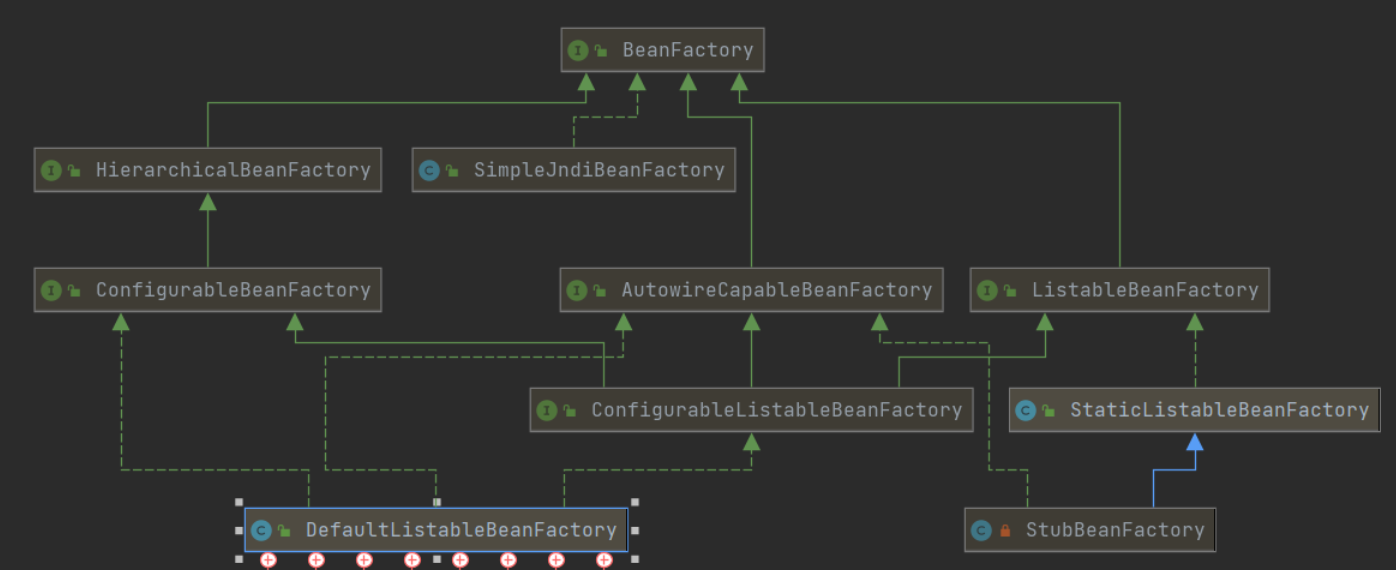 BeanFactory
HierarchicalBeanFactory
SimpleJndiBeanFactory
ConfigurableBeanFactory
AutowireCapableBeanFactory
ListableBeanFactory
ConfigurableListableBeanFactory
StaticListableBeanFactory
DefaultListableBeanFactory
StubBeanFactory